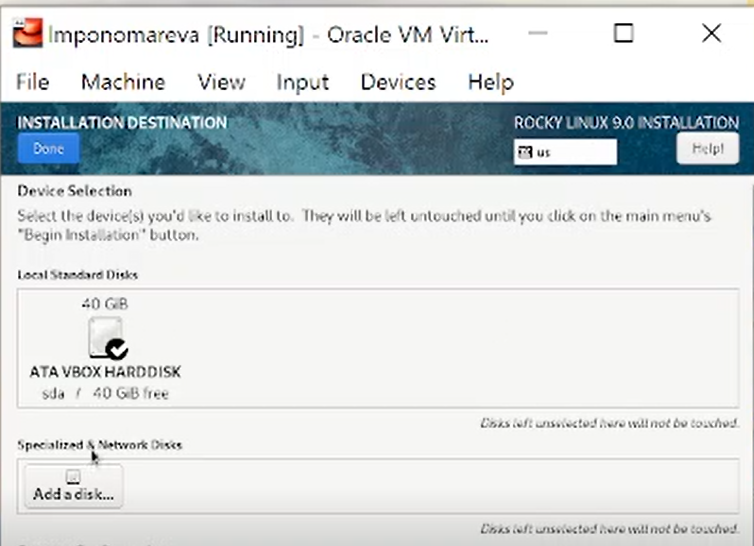 Imponomareva [Running] - Oracle VM Virt...
File Machine View Input Devices Help
INSTALLATION DESTINATION
ROCKY LINUX 9.0 INSTALLATION
Done
us
Help!
Device Selection
Select the device(s) you'd like to install to. They will be left untouched until you click on the main menu's
"Begin Installation" button.
Local Standard Disks
40 GiB
ATA VBOX HARDDISK
sda / 40 GiB free
Disks left unselected here will not be touched.
Specialized & Network Disks
Add a disk...
Disks left unselected here will not be touched.